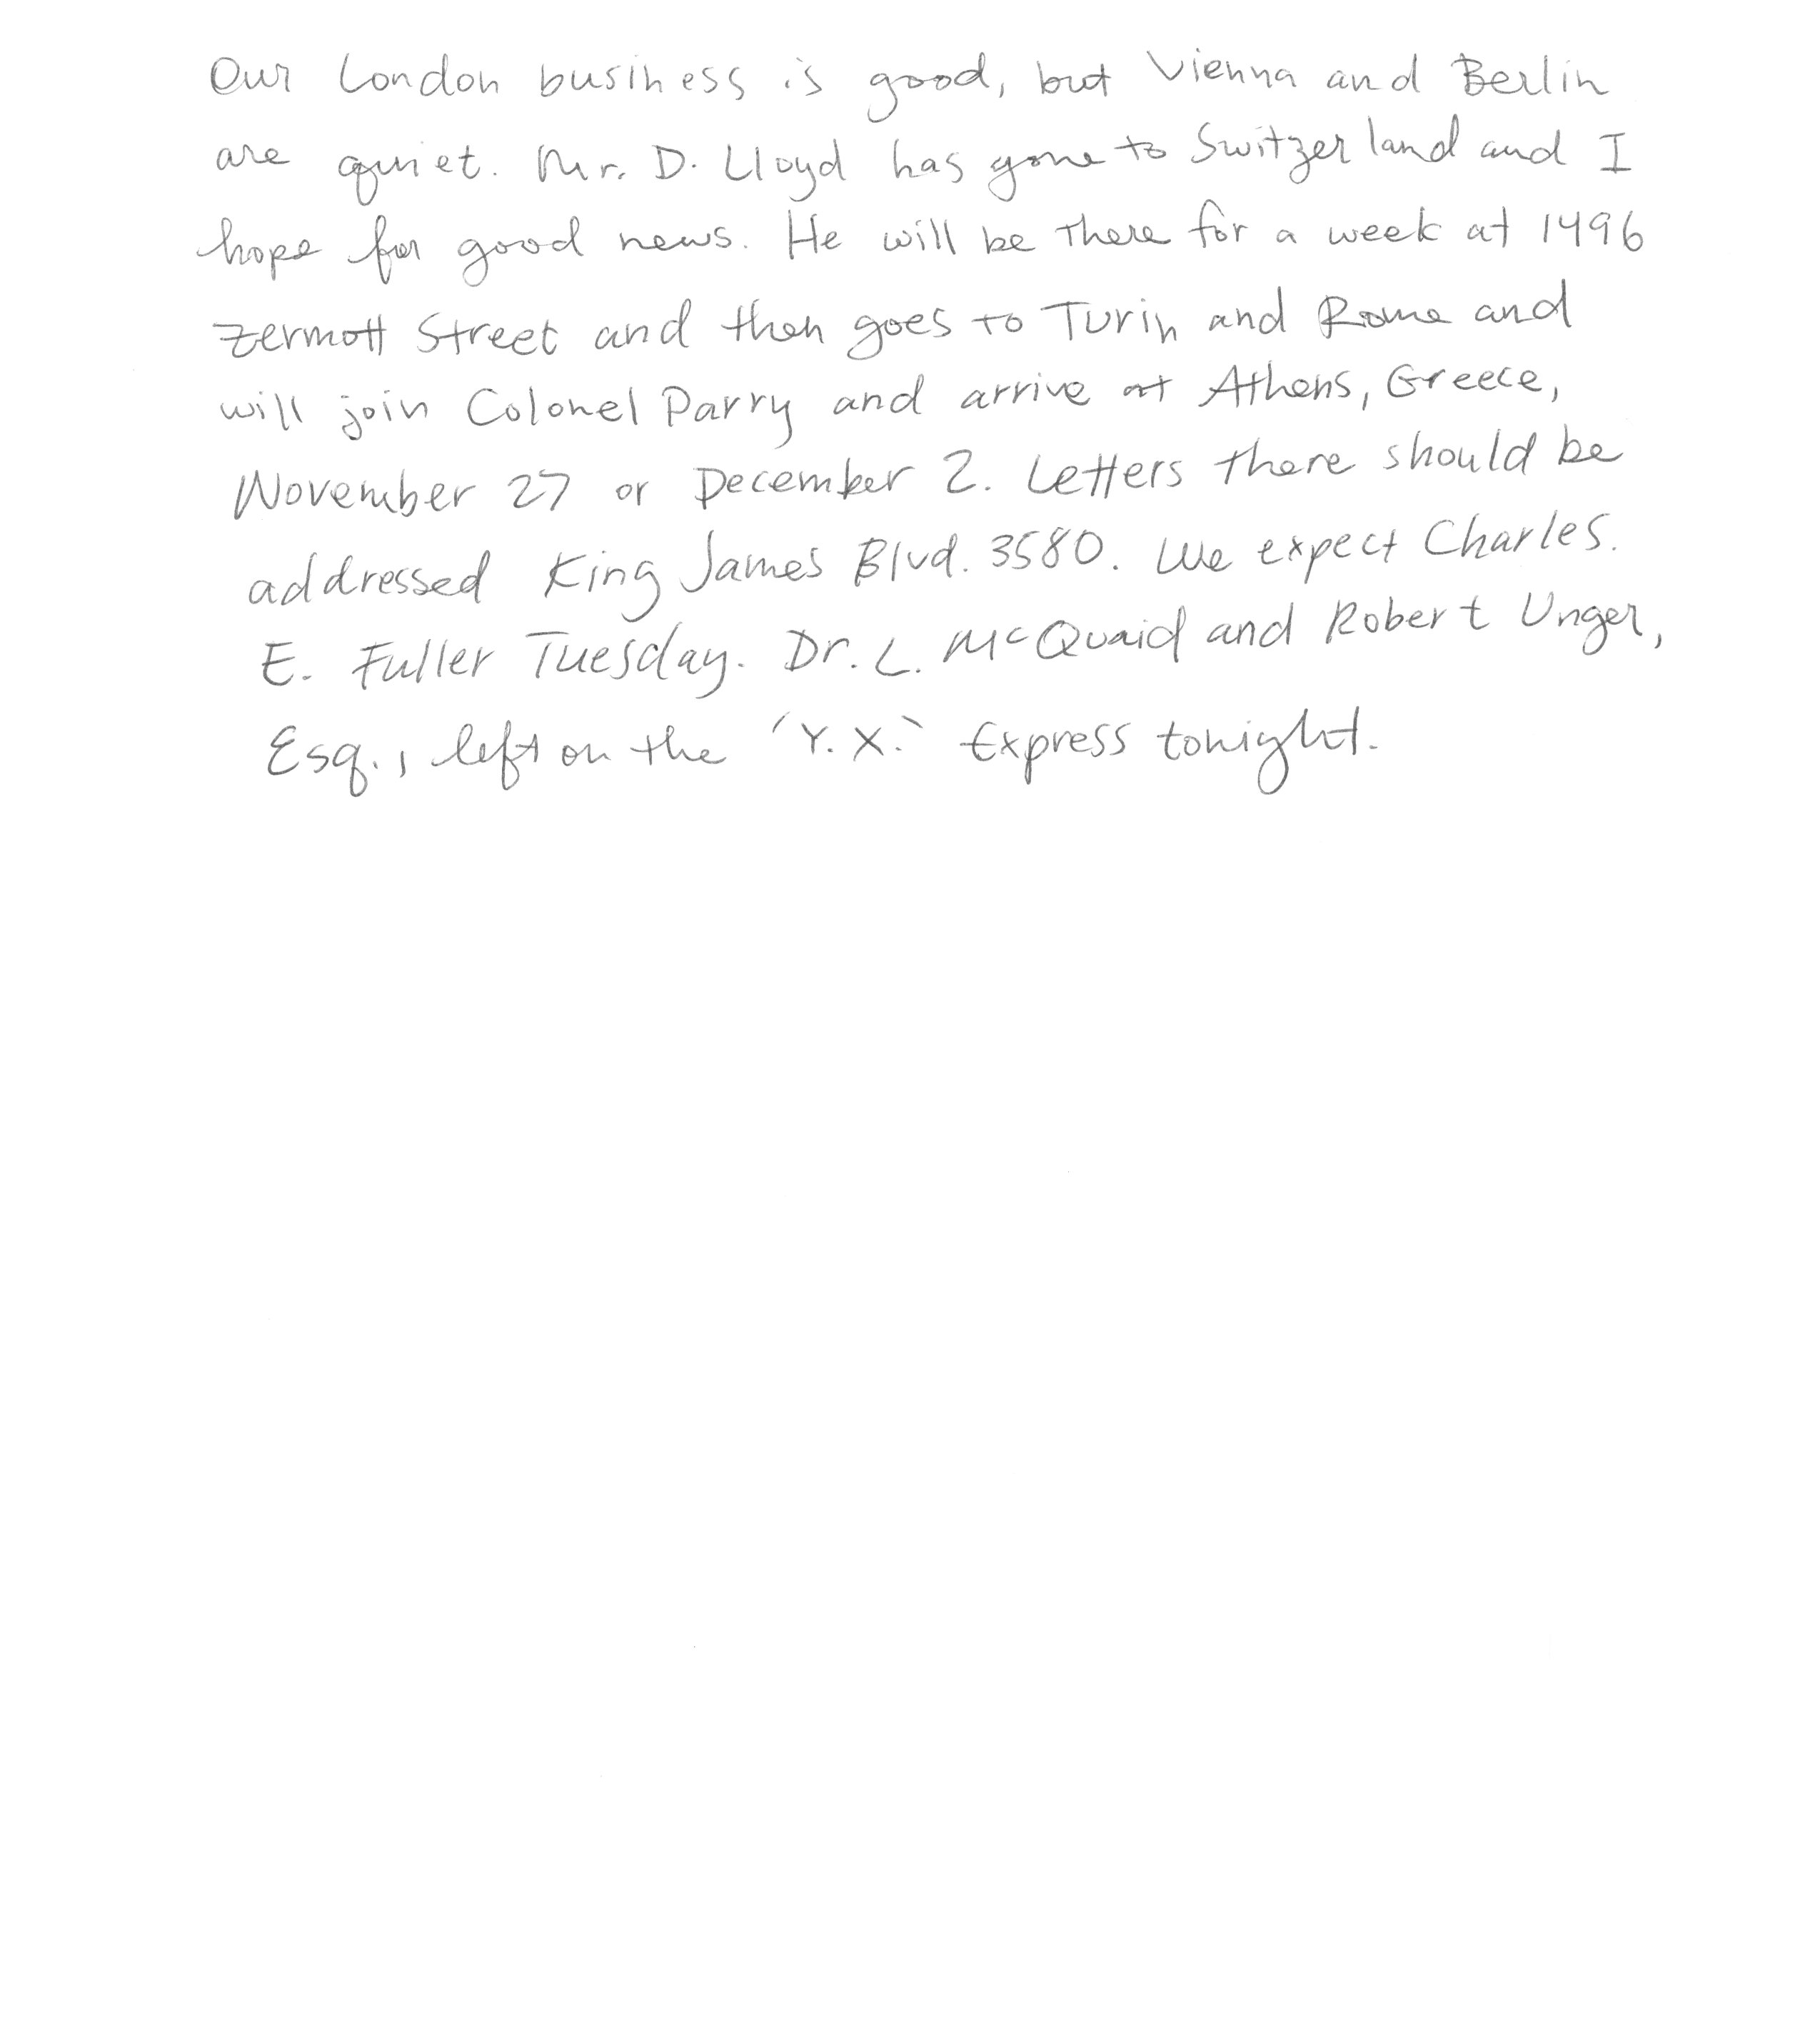 Our London business is good, but Vienna and Berlin
are quiet. Mr. D. Lloyd has gone to Switzerland and I
hope for good news. He will be there for a week at 1496
Zermott Street and then goes to Turin and Rome and
will join Colonel Parry and arrive at Athens, Greece,
November 27 or December 2. Letters there should be
addressed King James Blvd. 3580. We expect Charles.
E. Fuller Tuesday. Dr. L. McQuaid and Robert Unger,
Esq., left on the 'Y.X.' Express tonight.